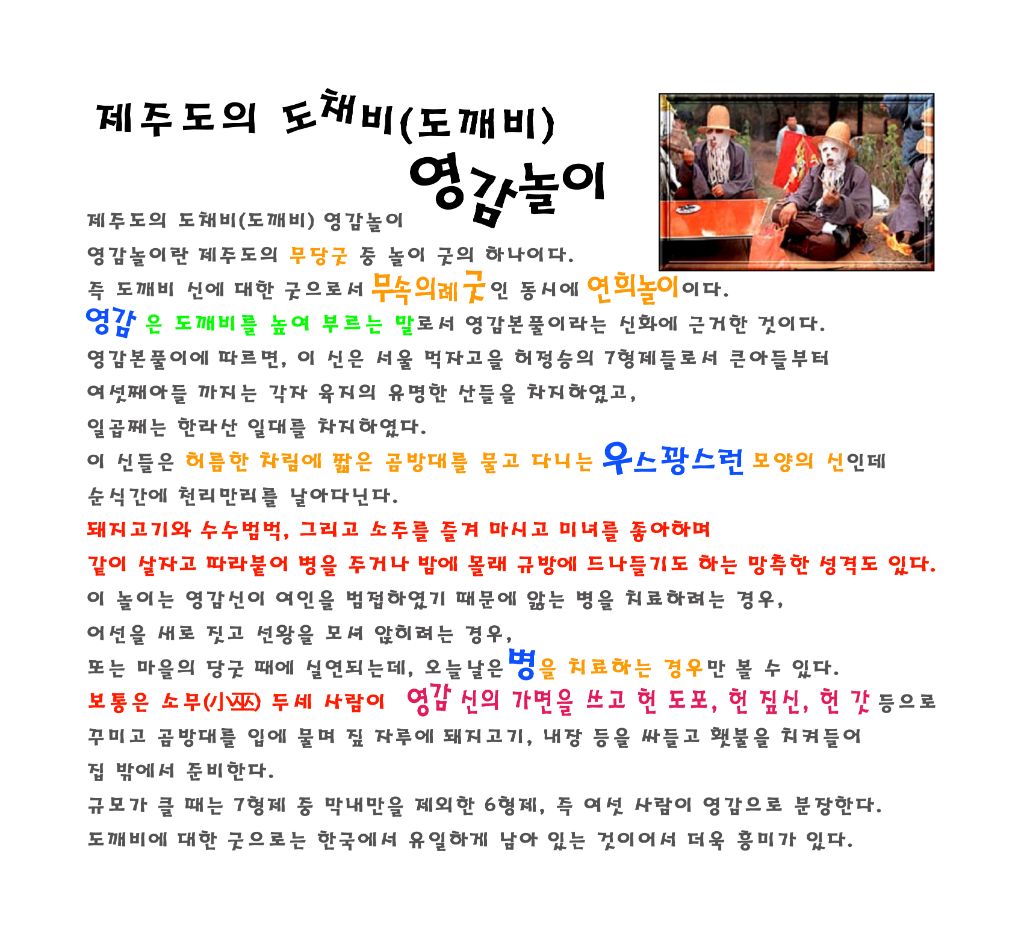 제주도의 도채비(도깨비)
영감놀이
제주도의 도채비(도깨비) 영감놀이
영감놀이란 제주도의 무당굿 중 놀이 굿의 하나이다.
즉 도깨비 신에 대한 굿으로서 무속의례 굿인 동시에 연희놀이이다.
영감 은 도깨비를 높여 부르는 말로서 영감본풀이라는 신화에 근거한 것이다.
영감본풀이에 따르면, 이 신은 서울 먹자고을 허정승의 7형제들로서 큰아들부터
여섯째아들 까지는 각자 육지의 유명한 산들을 차지하였고,
일곱째는 한라산 일대를 차지하였다.
이 신들은 허름한 차림에 짧은 곰방대를 물고 다니는 우스꽝스런 모양의 신인데
순식간에 천리만리를 날아다닌다.
돼지고기와 수수범벅, 그리고 소주를 즐겨 마시고 미녀를 좋아하며
같이 살자고 따라붙어 병을 주거나 밤에 몰래 규방에 드나들기도 하는 망측한 성격도 있다.
이 놀이는 영감신이 여인을 범접하였기 때문에 앓는 병을 치료하려는 경우,
어선을 새로 짓고 선왕을 모셔 앉히려는 경우,
또는 마을의 당굿 때에 실연되는데, 오늘날은 병을 치료하는 경우만 볼 수 있다.
보통은 소무(小巫) 두세 사람이 영감 신의 가면을 쓰고 헌 도포, 헌 짚신, 헌 갓 등으로
꾸미고 곰방대를 입에 물며 짚 자루에 돼지고기, 내장 등을 싸들고 횃불을 치켜들어
집 밖에서 준비한다.
규모가 클 때는 7형제 중 막내만을 제외한 6형제, 즉 여섯 사람이 영감으로 분장한다.
도깨비에 대한 굿으로는 한국에서 유일하게 남아 있는 것이어서 더욱 흥미가 있다.